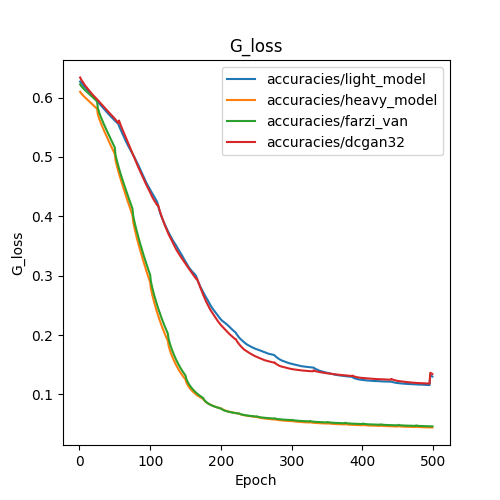 G_loss
accuracies/light_model
accuracies/heavy_model
accuracies/farzi_van
accuracies/dcgan32
0.6
0.5
0.4
0.3
0.2
0.1
G_loss
0 100 200 300 400 500
Epoch